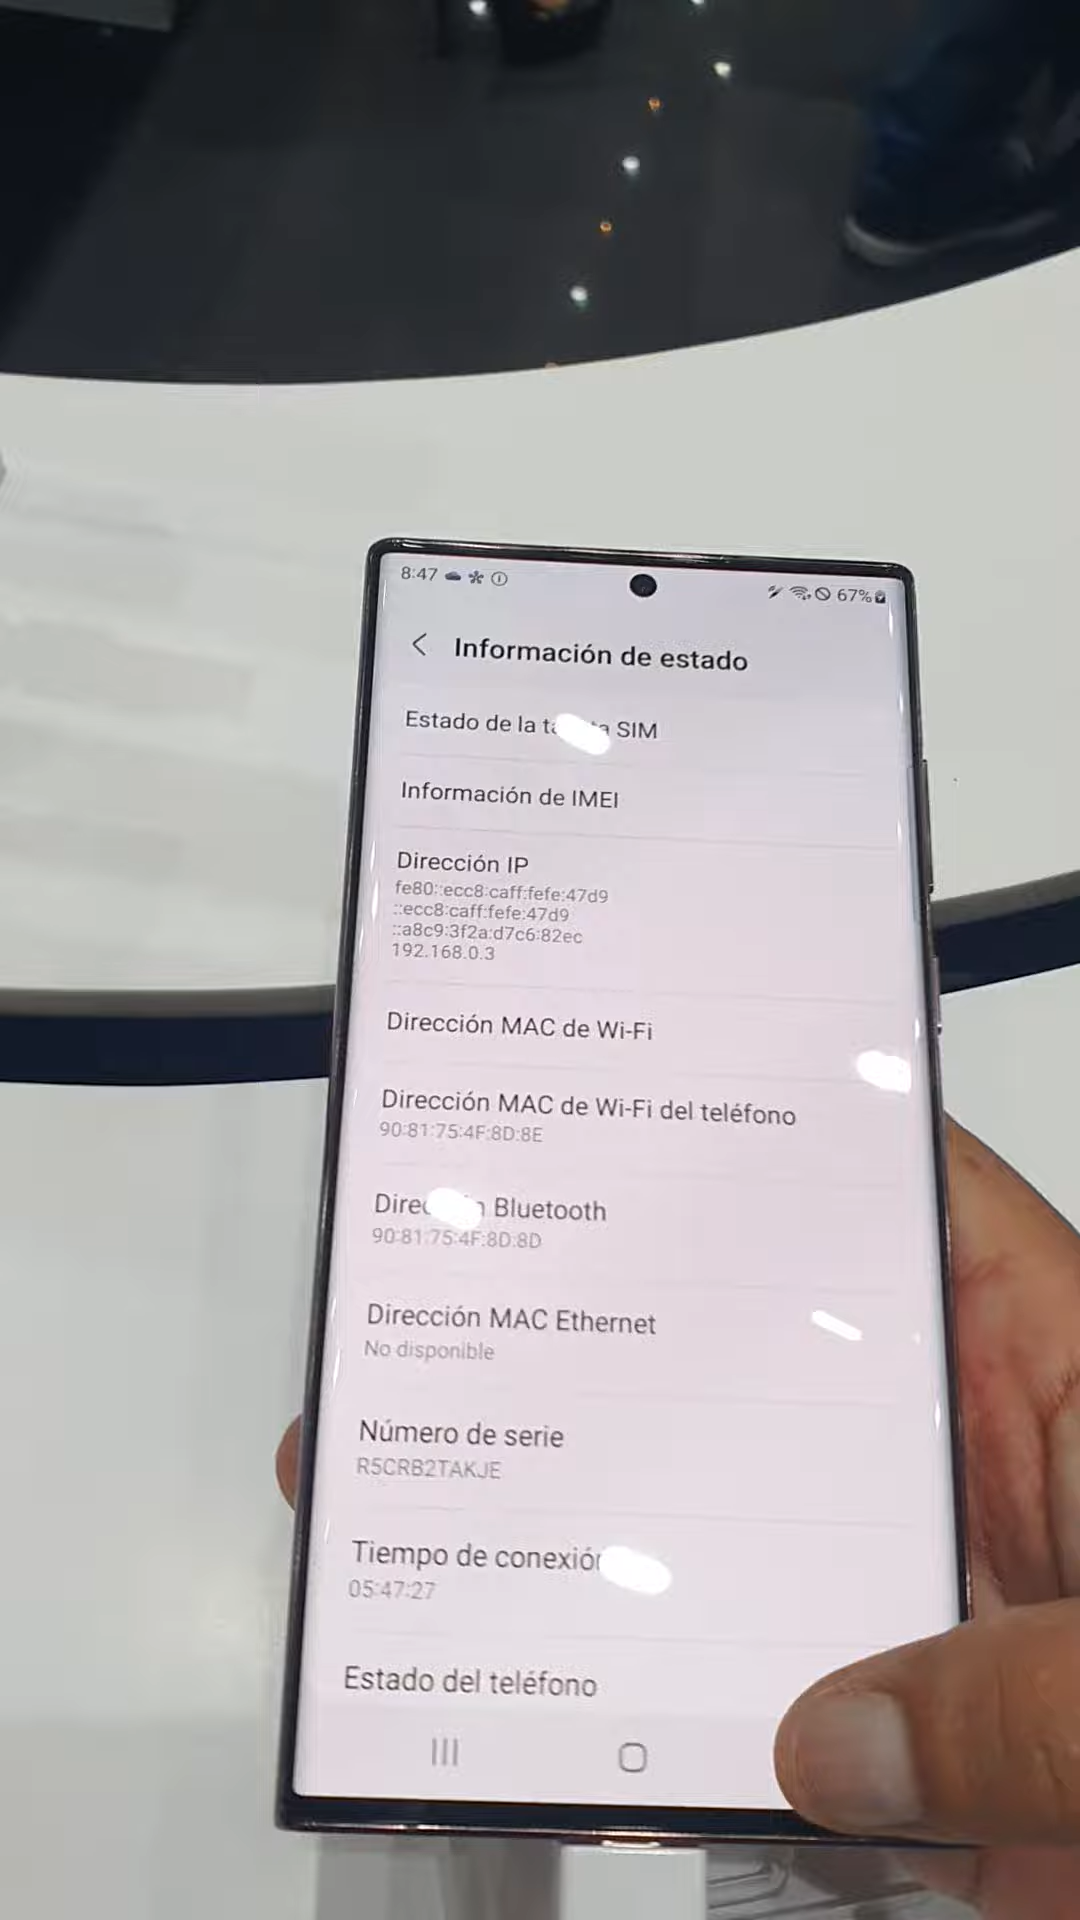 8:47
67%
Información de estado
Estado de la SIM
Información de IMEI
Dirección IP
fe80::ecc8:caff:fefe:47d9
::ecc8:caff:fefe:47d9
::a8c9:3f2a:d7c6:82ec
192.168.0.3
Dirección MAC de Wi-Fi
Dirección MAC de Wi-Fi del teléfono
90:81:75:4F:8D:8E
Bluetooth
90:81:75:4F:8D:8D
Dirección MAC Ethernet
No disponible
Número de serie
R5CRB2TAKJE
Tiempo de conexión
05:47:27
Estado del teléfono